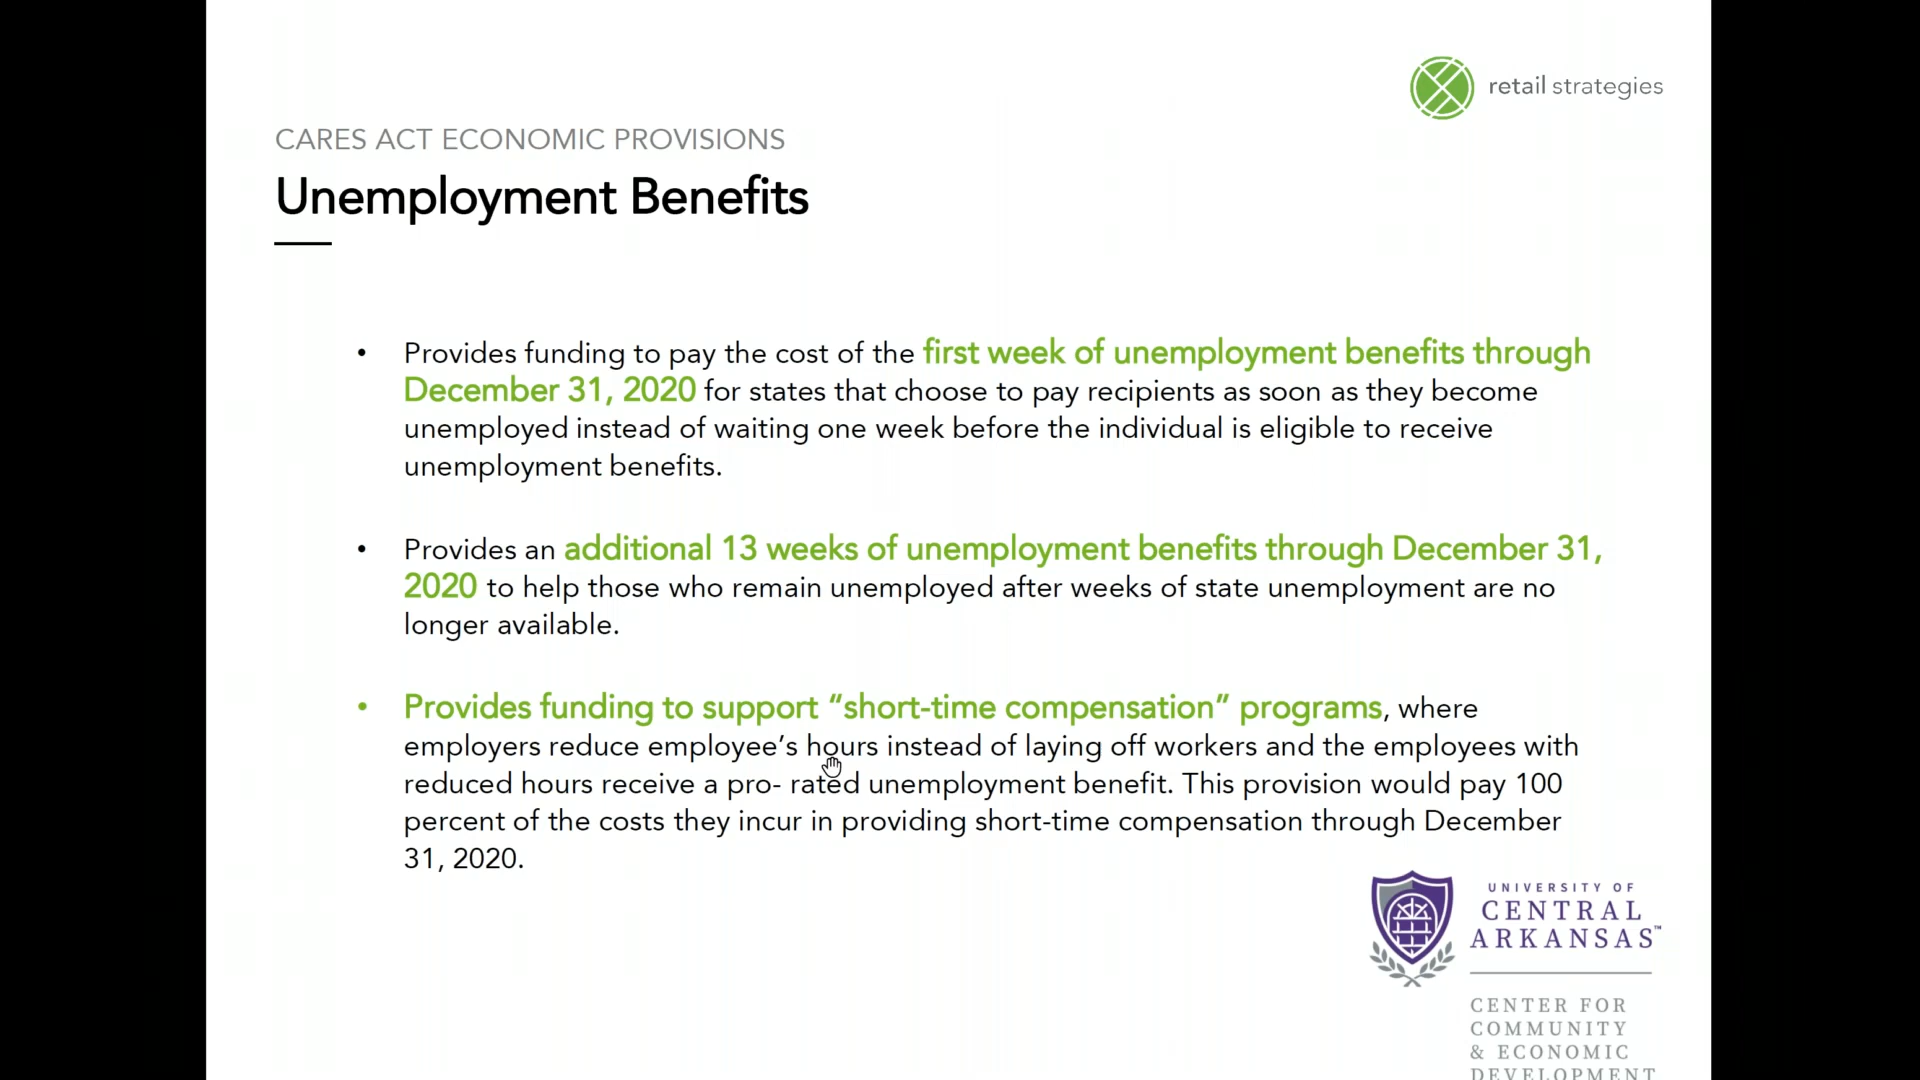 retail strategies
CARES ACT ECONOMIC PROVISIONS
Unemployment Benefits
• Provides funding to pay the cost of the first week of unemployment benefits through
December 31, 2020 for states that choose to pay recipients as soon as they become
unemployed instead of waiting one week before the individual is eligible to receive
unemployment benefits.
• Provides an additional 13 weeks of unemployment benefits through December 31,
2020 to help those who remain unemployed after weeks of state unemployment are no
longer available.
• Provides funding to support “short-time compensation” programs, where
employers reduce employee’s hours instead of laying off workers and the employees with
reduced hours receive a pro- rated unemployment benefit. This provision would pay 100
percent of the costs they incur in providing short-time compensation through December
31, 2020.
UNIVERSITY OF
CENTRAL
ARKANSAS™
CENTER FOR
COMMUNITY
& ECONOMIC
DEVELOPMENT